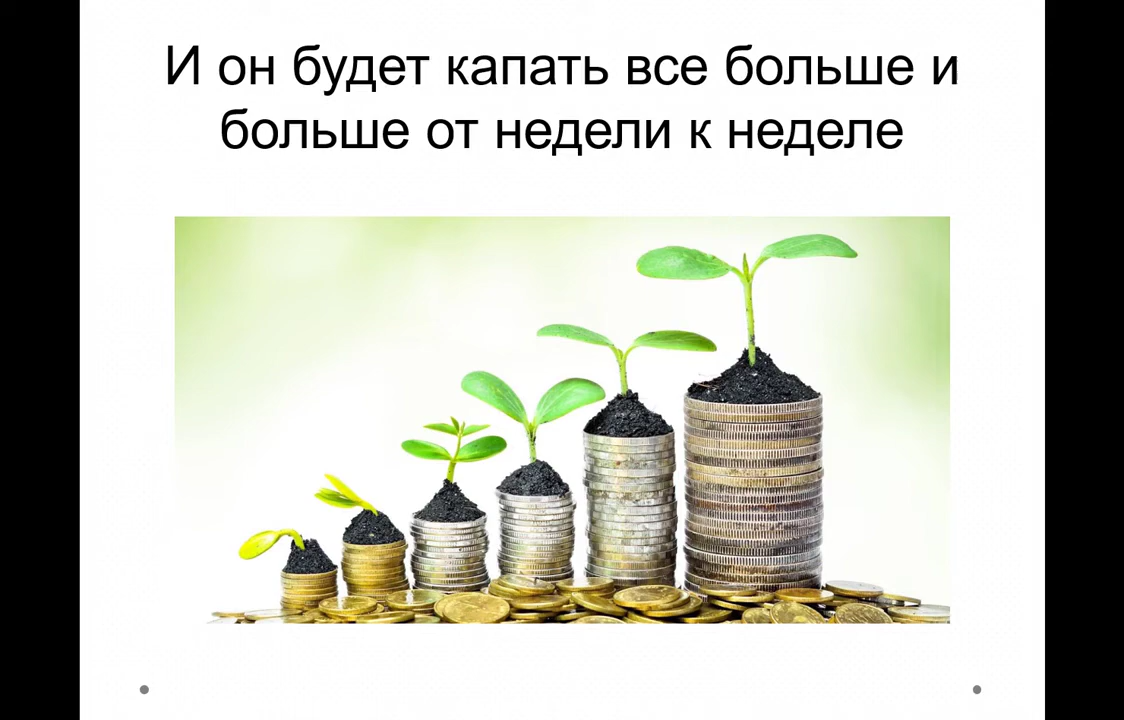 И он будет капать все больше и
больше от недели к неделе